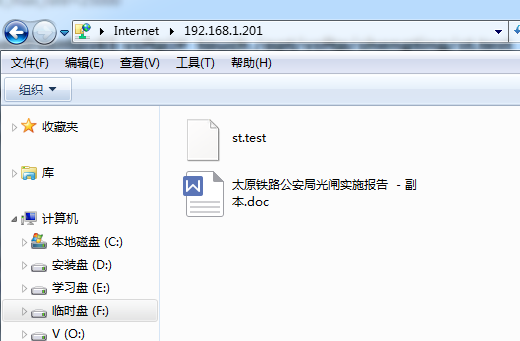 Internet ▸ 192.168.1.201
文件(F) 编辑(E) 查看(V) 工具(T) 帮助(H)
组织
收藏夹
库
计算机
本地磁盘 (C:)
安装盘 (D:)
学习盘 (E:)
临时盘 (F:)
V (O:)
st.test
太原铁路公安局光闸实施报告 - 副
本.doc